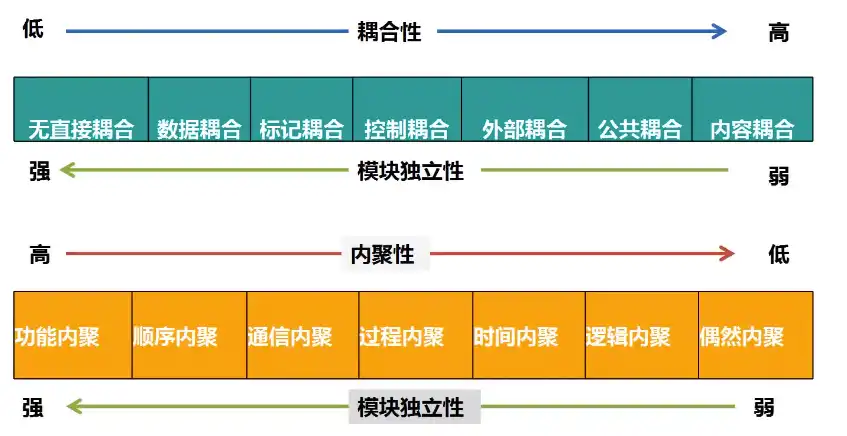 低 耦合性 高
无直接耦合 数据耦合 标记耦合 控制耦合 外部耦合 公共耦合 内容耦合
强 模块独立性 弱
高 内聚性 低
功能内聚 顺序内聚 通信内聚 过程内聚 时间内聚 逻辑内聚 偶然内聚
强 模块独立性 弱